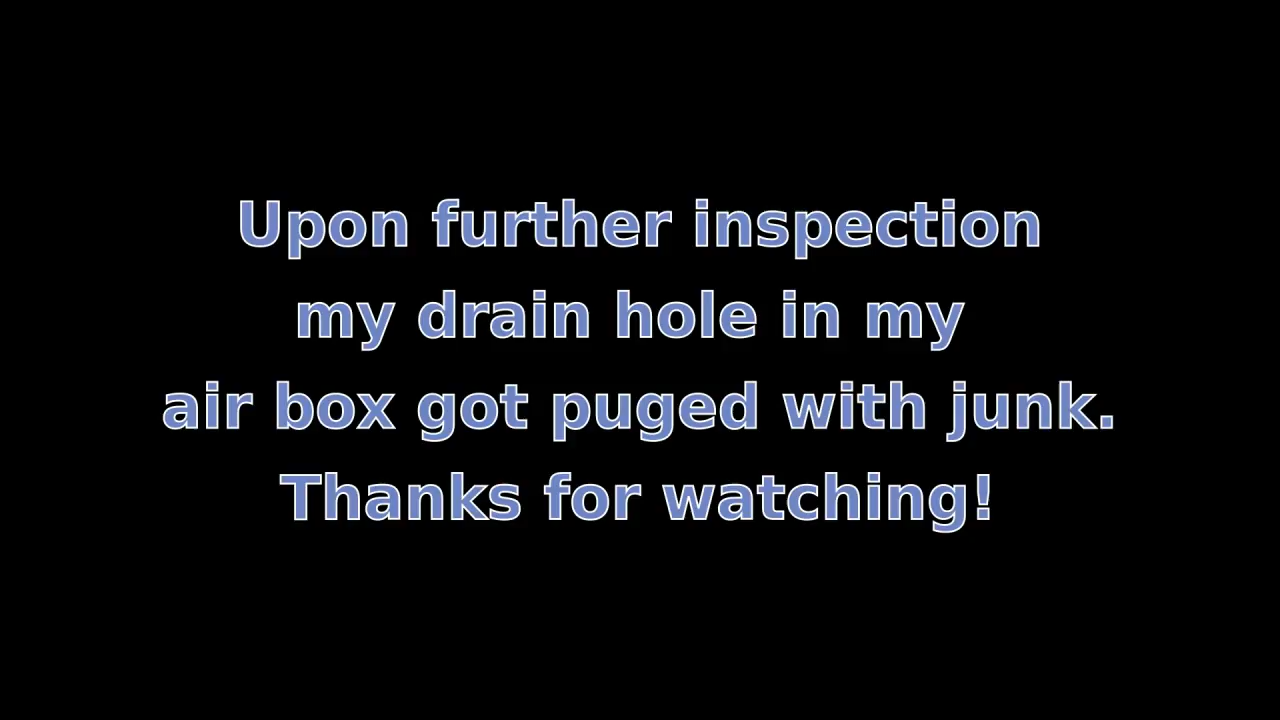 Upon further inspection
my drain hole in my
air box got puged with junk.
Thanks for watching!